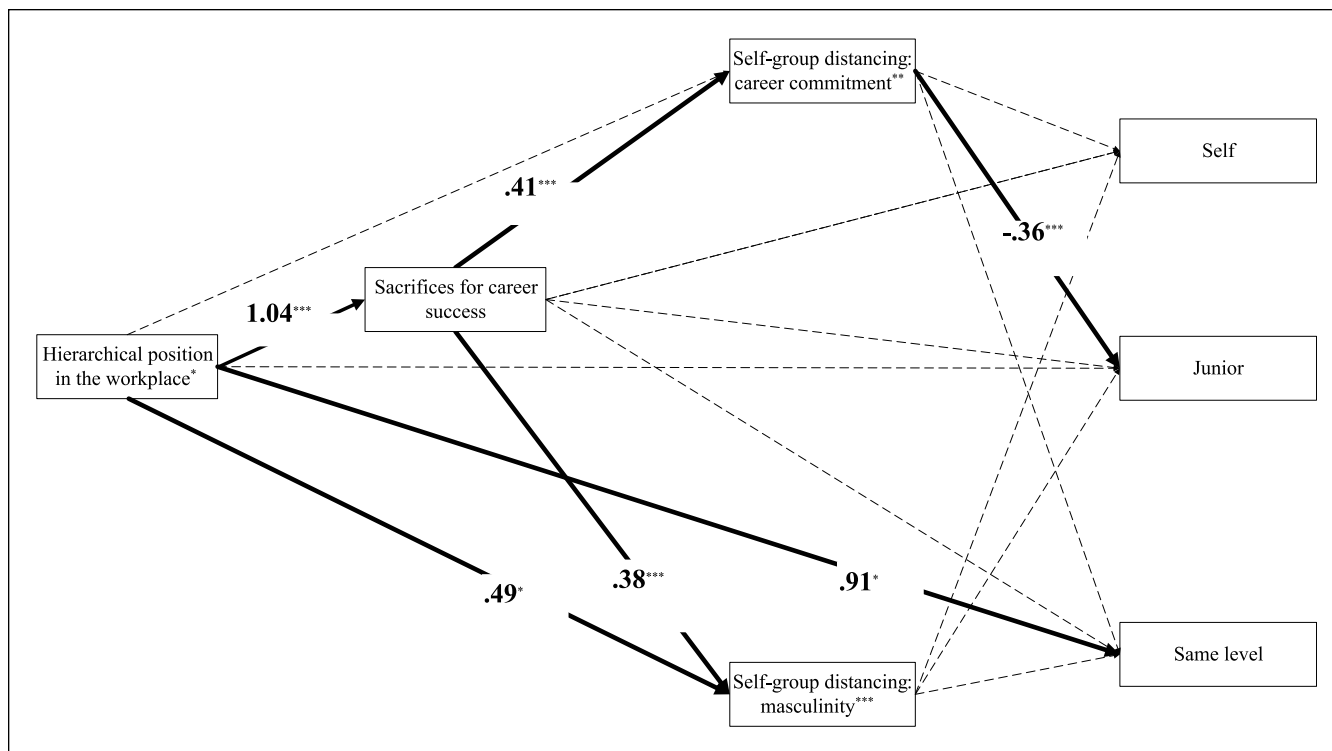 Self-group distancing:
career commitment**
Self
.41***
-.36***
Sacrifices for career
success
1.04***
Hierarchical position
in the workplace*
Junior
.49*
.38***
.91*
Self-group distancing:
masculinity***
Same level